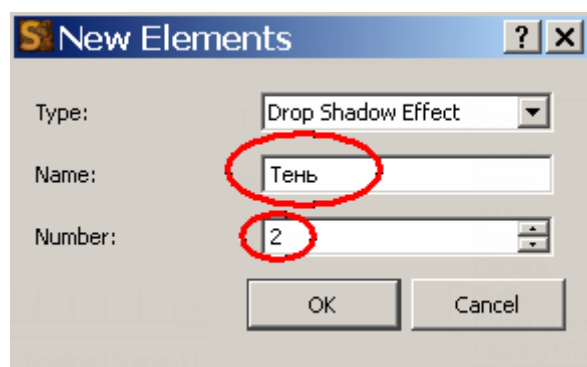 New Elements
Type: Drop Shadow Effect
Name: Тень
Number: 2
OK Cancel